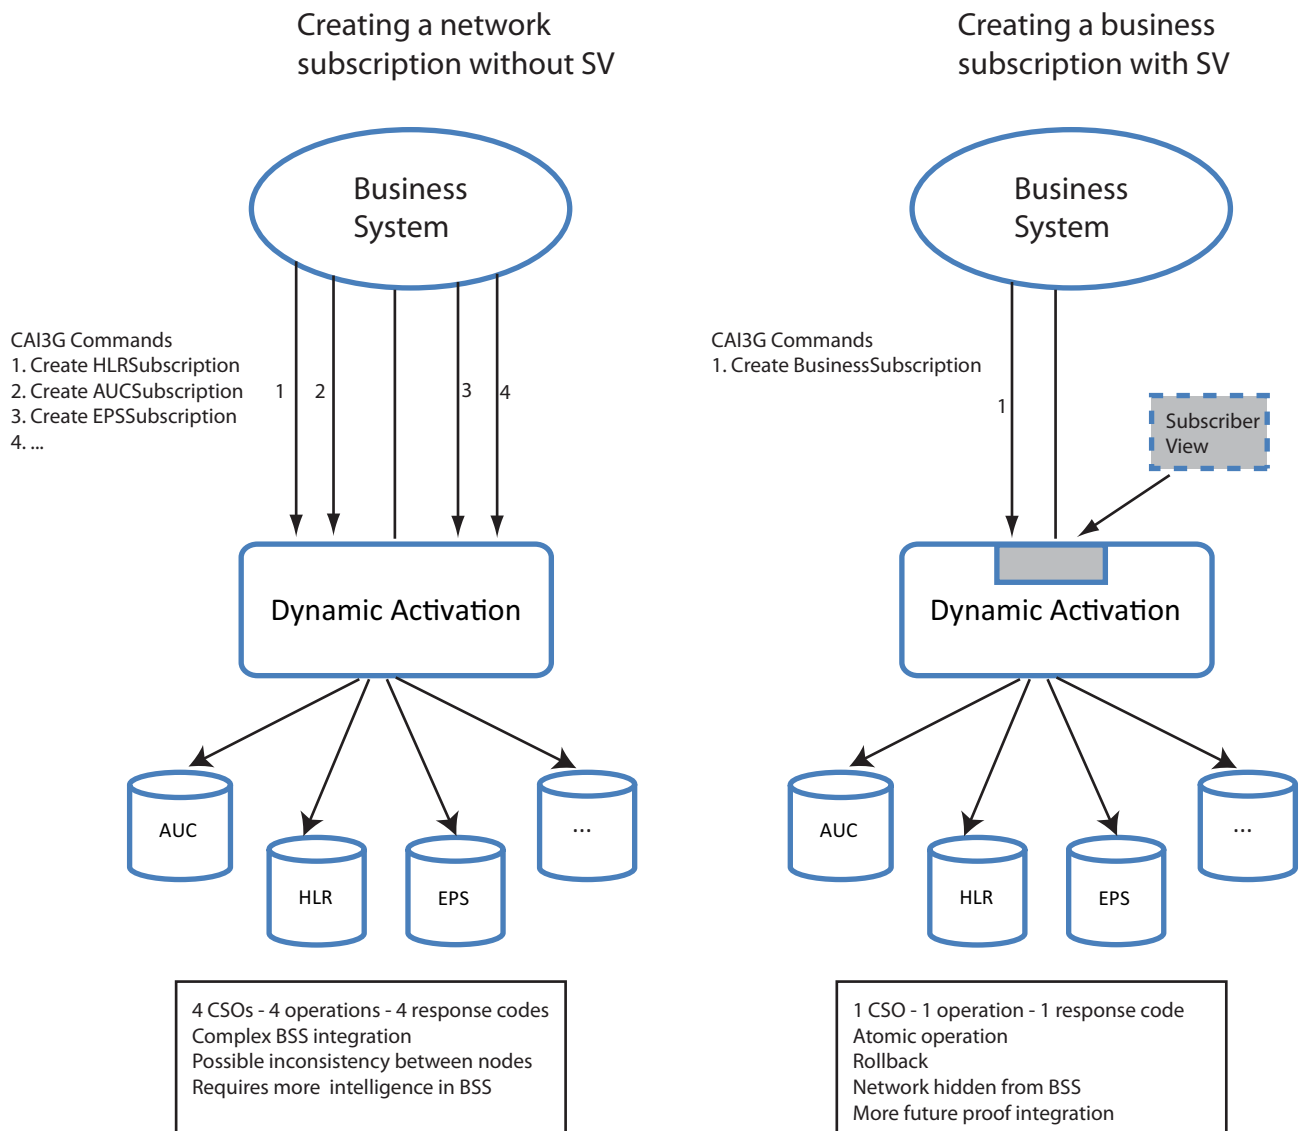 Creating a network
subscription without SV
Business
System
CAI3G Commands
1. Create HLRSubscription
2. Create AUCSubscription
3. Create EPSSubscription
4. ...
1
2
3
4
Dynamic Activation
AUC
HLR
EPS
...
4 CSOs - 4 operations - 4 response codes
Complex BSS integration
Possible inconsistency between nodes
Requires more intelligence in BSS
Creating a business
subscription with SV
Business
System
CAI3G Commands
1. Create BusinessSubscription
1
Subscriber
View
Dynamic Activation
AUC
HLR
EPS
...
1 CSO - 1 operation - 1 response code
Atomic operation
Rollback
Network hidden from BSS
More future proof integration